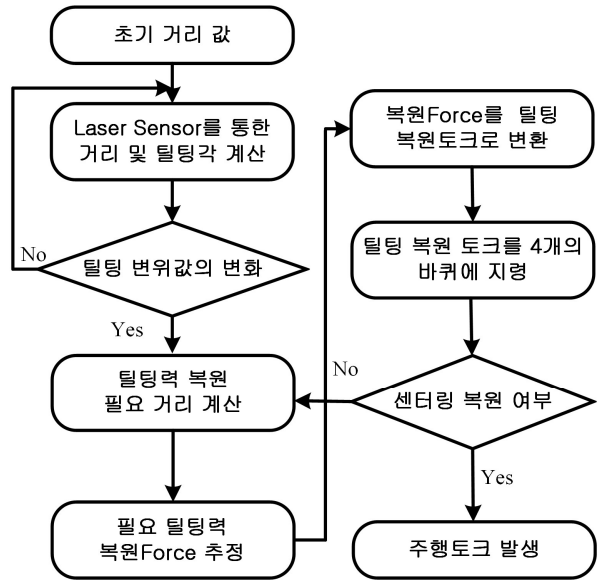 초기 거리 값
Laser Sensor를 통한
거리 및 틸팅각 계산
No
틸팅 변위값의 변화
Yes
틸팅력 복원
필요 거리 계산
필요 틸팅력
복원Force 추정
복원Force를 틸팅
복원토크로 변환
틸팅 복원 토크를 4개의
바퀴에 지령
No
센터링 복원 여부
Yes
주행토크 발생